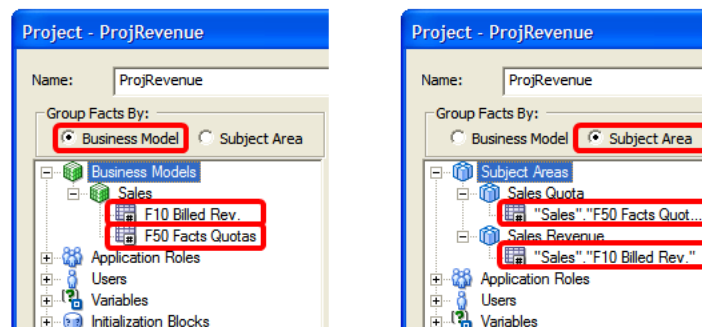 Project - ProjRevenue
Name: ProjRevenue
Group Facts By:
Business Model Subject Area
Business Models
Sales
F10 Billed Rev.
F50 Facts Quotas
Application Roles
Users
Variables
Initialization Blocks
Project - ProjRevenue
Name: ProjRevenue
Group Facts By:
Business Model Subject Area
Subject Areas
Sales Quota
"Sales"."F50 Facts Quot...
Sales Revenue
"Sales"."F10 Billed Rev."
Application Roles
Users
Variables